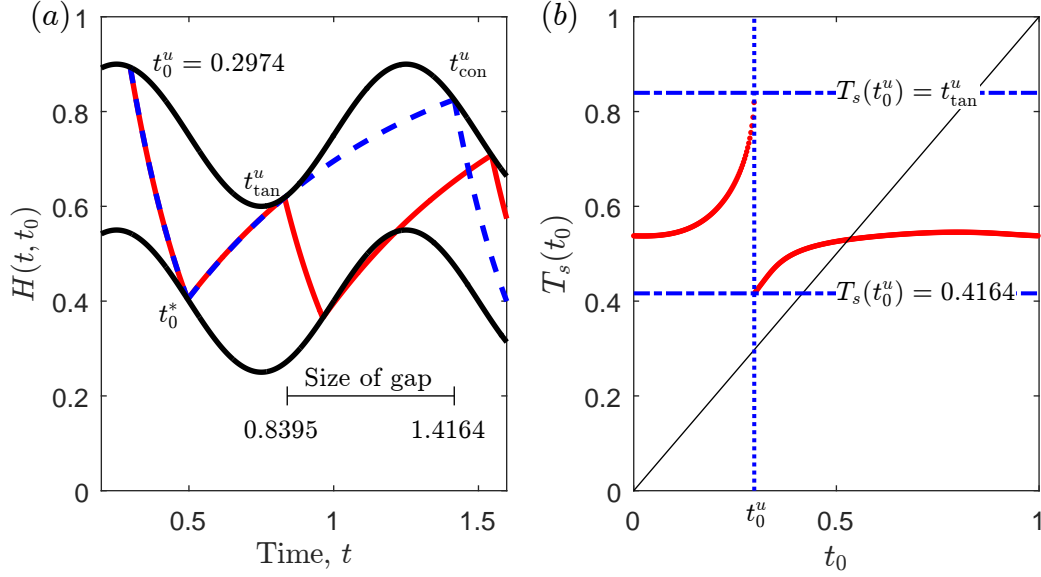 (a)
1
0.8
0.6
0.4
0.2
0
H(t, t_0)
t_0^u = 0.2974
t_con^u
t_tan^u
t_0^*
Size of gap
0.8395 1.4164
0.5 1 1.5
Time, t
(b)
1
0.8
0.6
0.4
0.2
0
T_s(t_0)
T_s(t_0^u) = t_tan^u
T_s(t_0^u) = 0.4164
0 t_0^u 0.5 1
t_0